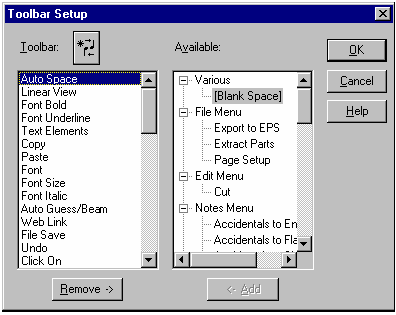 Toolbar Setup
Toolbar:
Available:
OK
Cancel
Help
Auto Space
Linear View
Font Bold
Font Underline
Text Elements
Copy
Paste
Font
Font Size
Font Italic
Auto Guess/Beam
Web Link
File Save
Undo
Click On
Various
[Blank Space]
File Menu
Export to EPS
Extract Parts
Page Setup
Edit Menu
Cut
Notes Menu
Accidentals to En
Accidentals to Fla
Remove ->
<- Add